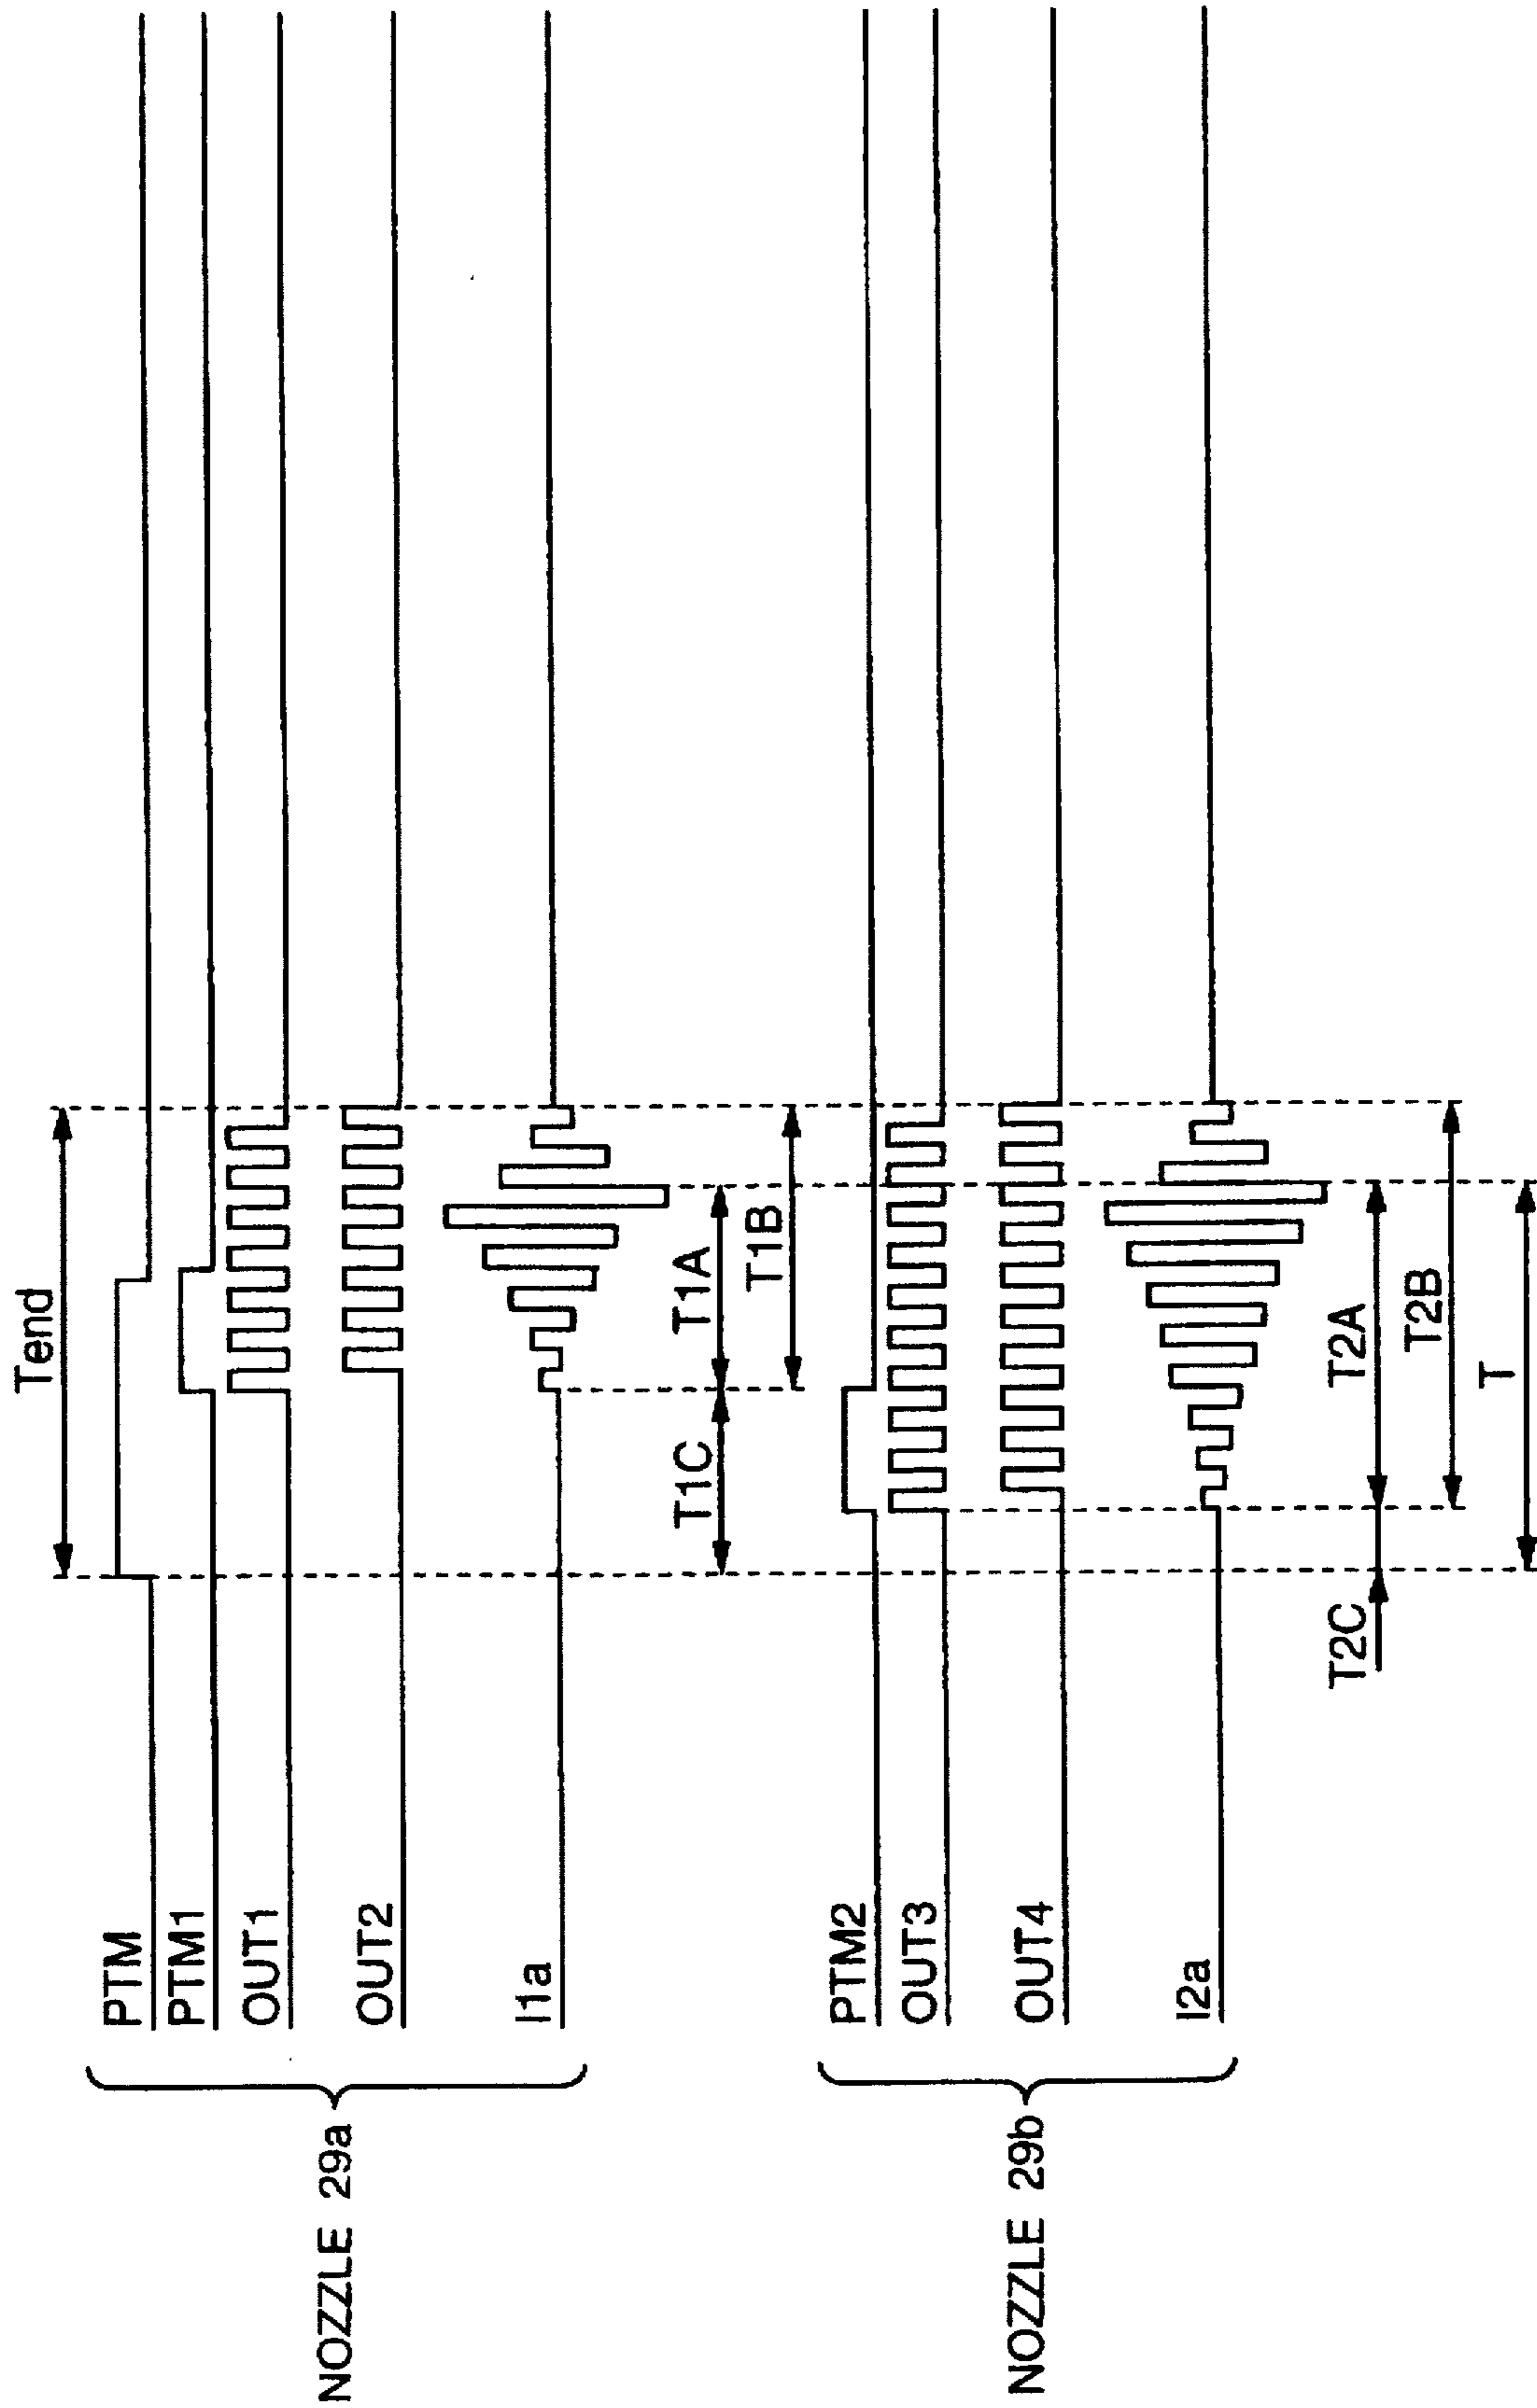 Tend
NOZZLE 29a
PTM
PTM1
OUT1
OUT2
I1a
T1C
T1A
T1B
NOZZLE 29b
PTM2
OUT3
OUT4
I2a
T2C
T2A
T2B
T